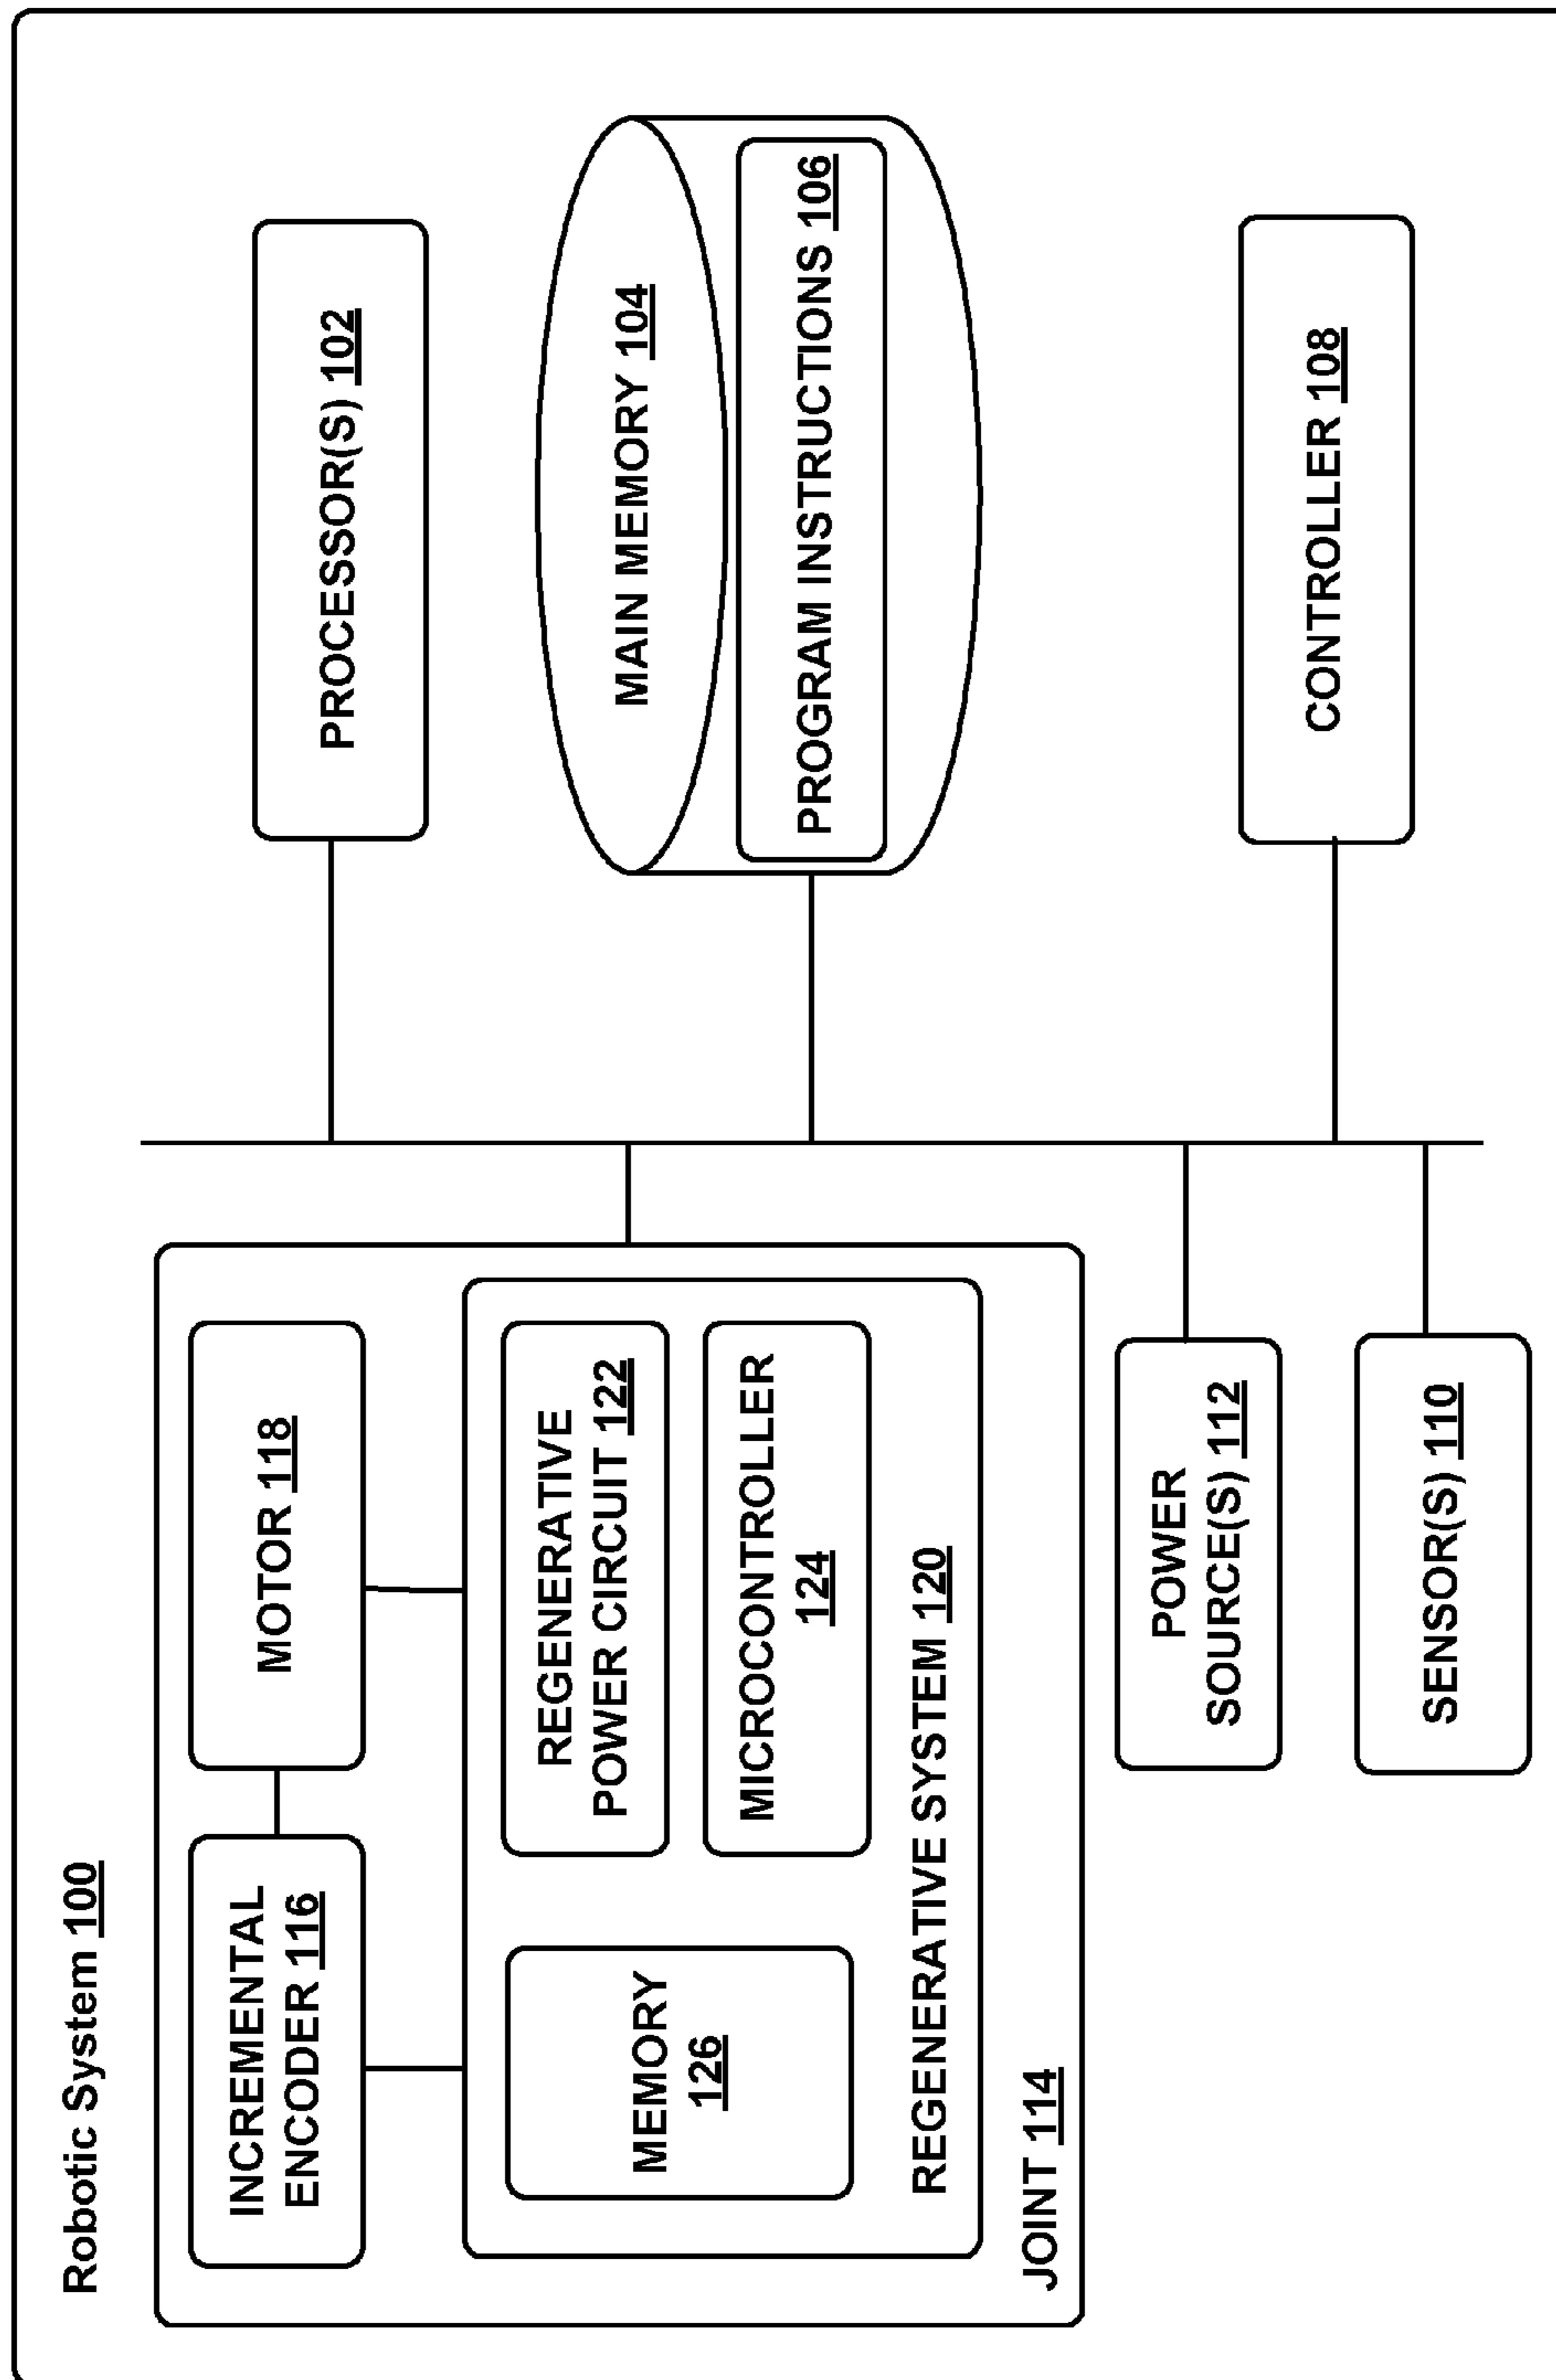 Robotic System 100
INCREMENTAL
ENCODER 116
MOTOR 118
MEMORY
126
REGENERATIVE
POWER CIRCUIT 122
MICROCONTROLLER
124
REGENERATIVE SYSTEM 120
JOINT 114
POWER
SOURCE(S) 112
SENSOR(S) 110
PROCESSOR(S) 102
MAIN MEMORY 104
PROGRAM INSTRUCTIONS 106
CONTROLLER 108